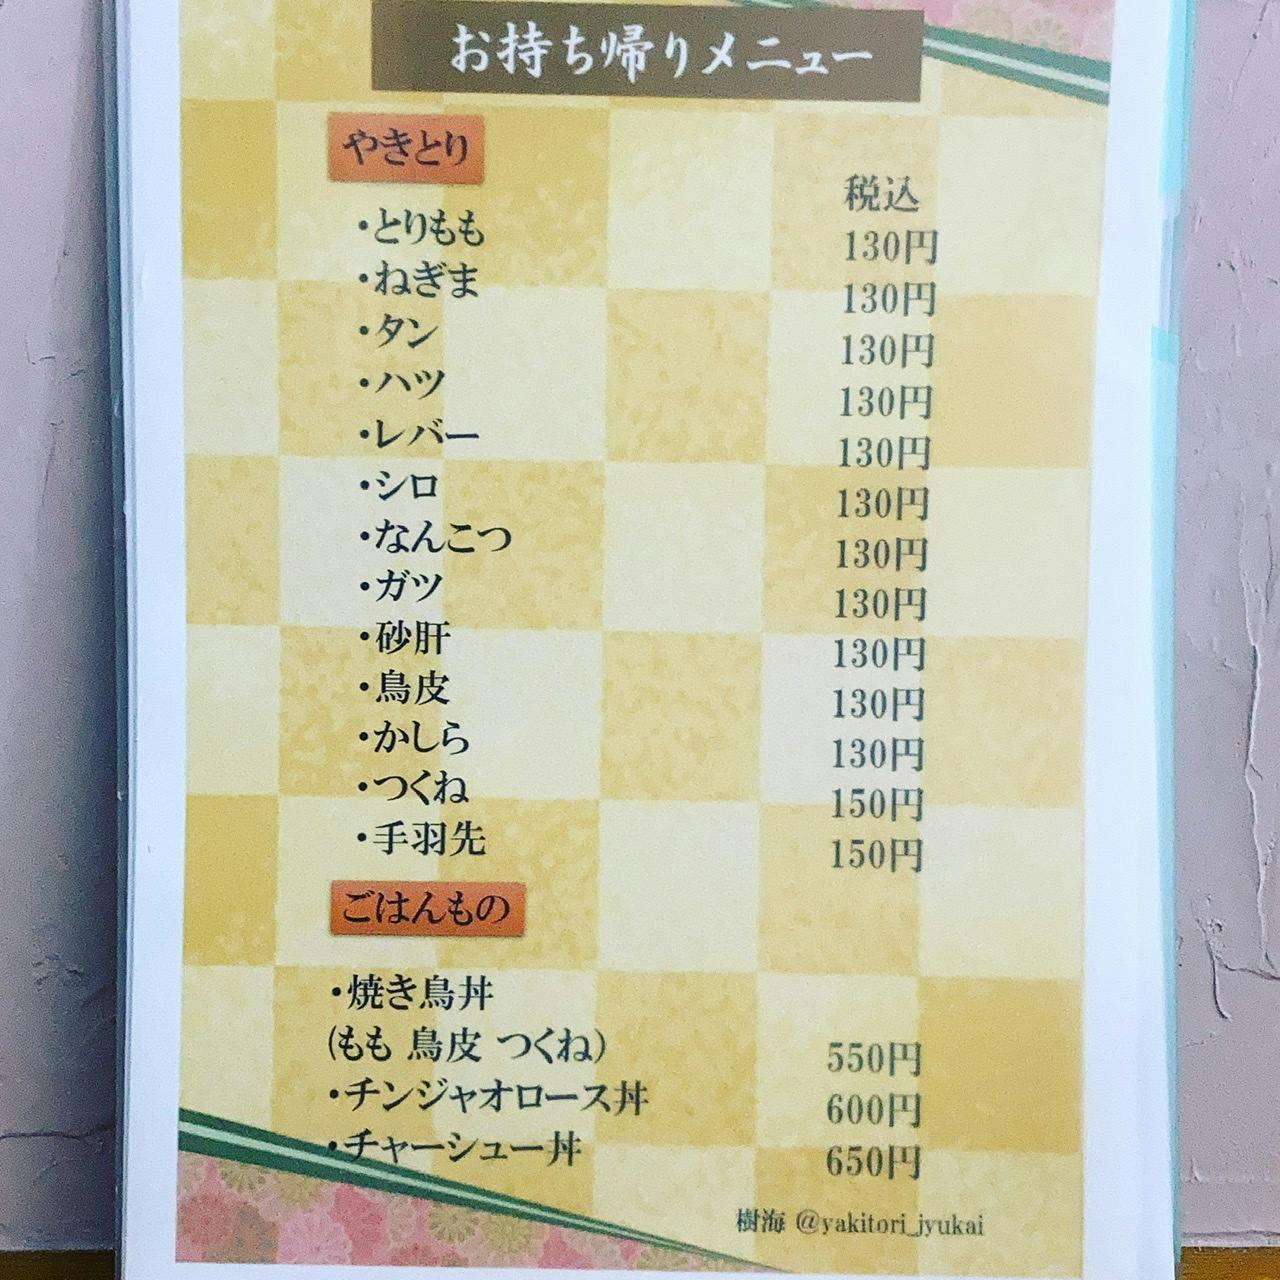 お持ち帰りメニュー
やきとり
税込
・とりもも 130円
・ねぎま 130円
・タン 130円
・ハツ 130円
・レバー 130円
・シロ 130円
・なんこつ 130円
・ガツ 130円
・砂肝 130円
・鳥皮 130円
・かしら 130円
・つくね 150円
・手羽先 150円
ごはんもの
・焼き鳥丼
(もも 鳥皮 つくね) 550円
・チンジャオロース丼 600円
・チャーシュー丼 650円
樹海 @yakitori_jyukai